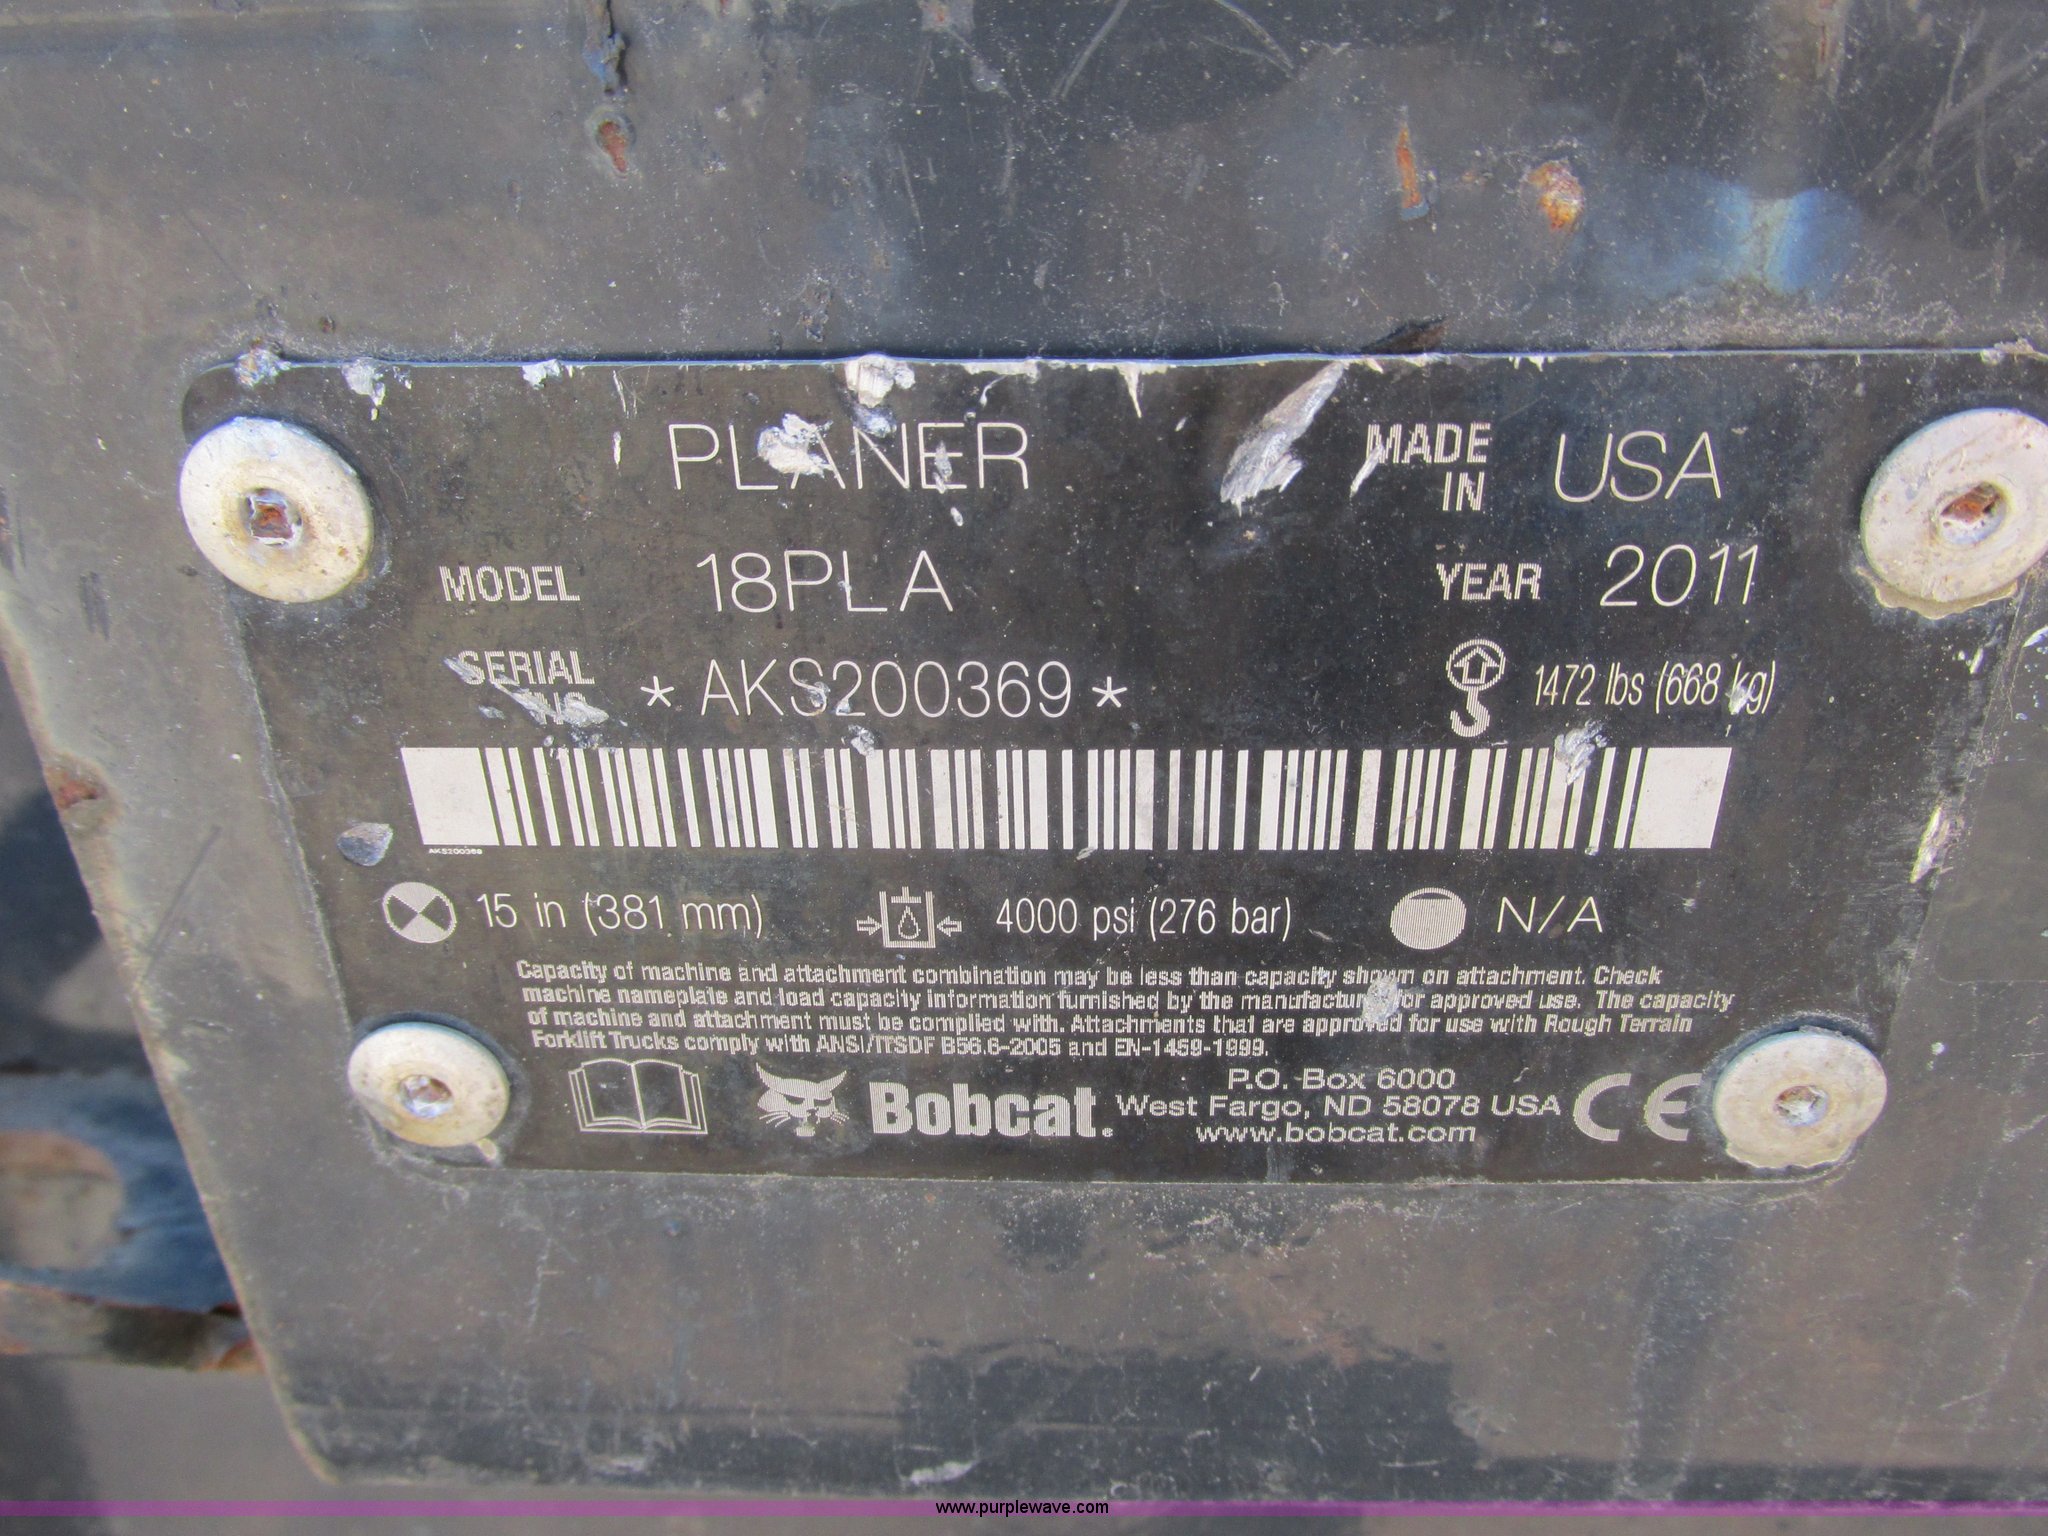 PLANER
MADE IN USA
MODEL 18PLA
YEAR 2011
SERIAL NO. *AKS200369*
1472 lbs (668 kg)
AKS200369
15 in (381 mm) 4000 psi (276 bar) N/A
Capacity of machine and attachment combination may be less than capacity shown on attachment. Check
machine nameplate and load capacity information furnished by the manufacturer for approved use. The capacity
of machine and attachment must be complied with. Attachments that are approved for use with Rough Terrain
Forklift Trucks comply with ANSI/ITSDF B56.6-2005 and EN-1459-1999.
Bobcat.
P.O. Box 6000
West Fargo, ND 58078 USA
www.bobcat.com
CE
www.purplewave.com